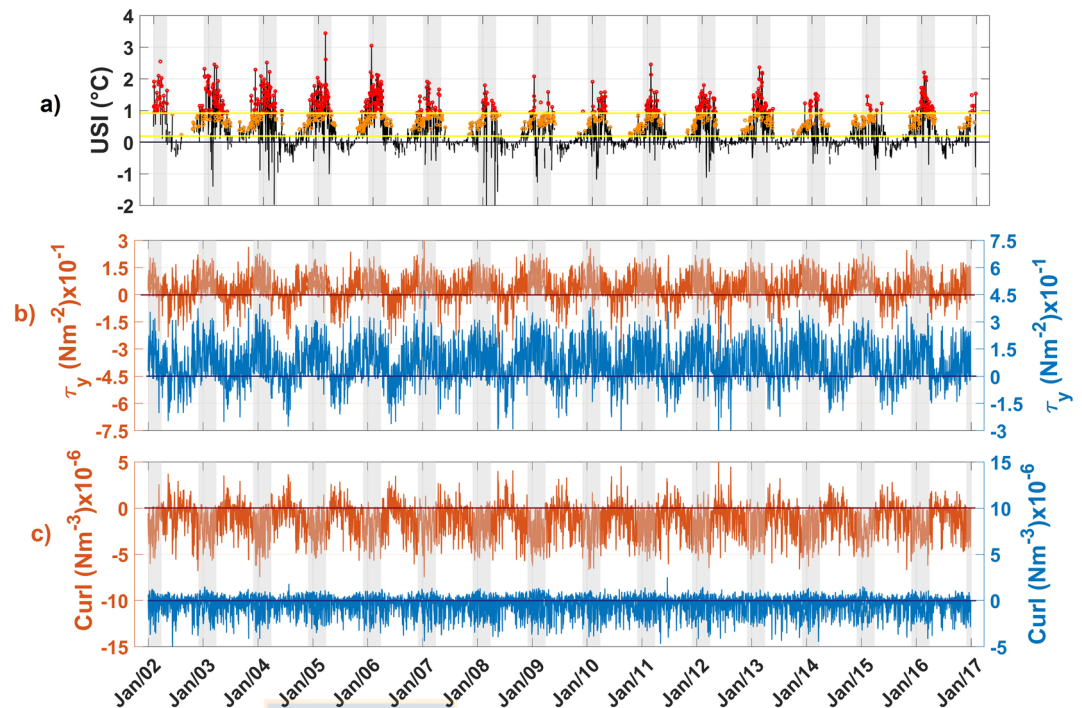 a)
USI (°C)
4
3
2
1
0
-1
-2
b)
τy (Nm-2)x10-1
3
1.5
0
-1.5
-3
-4.5
-6
-7.5
7.5
6
4.5
3
1.5
0
-1.5
-3
τy (Nm-2)x10-1
c)
Curl (Nm-3)x10-6
5
0
-5
-10
-15
15
10
5
0
-5
Curl (Nm-3)x10-6
Jan/02
Jan/03
Jan/04
Jan/05
Jan/06
Jan/07
Jan/08
Jan/09
Jan/10
Jan/11
Jan/12
Jan/13
Jan/14
Jan/15
Jan/16
Jan/17